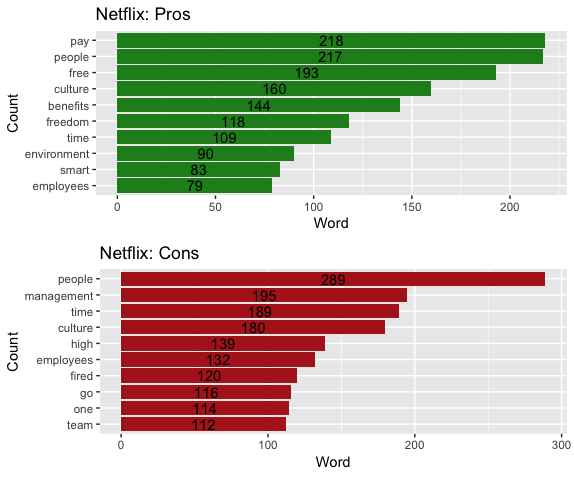 Netflix: Pros
Count
pay 218
people 217
free 193
culture 160
benefits 144
freedom 118
time 109
environment 90
smart 83
employees 79
0 50 100 150 200
Word
Netflix: Cons
Count
people 289
management 195
time 189
culture 180
high 139
employees 132
fired 120
go 116
one 114
team 112
0 100 200 300
Word